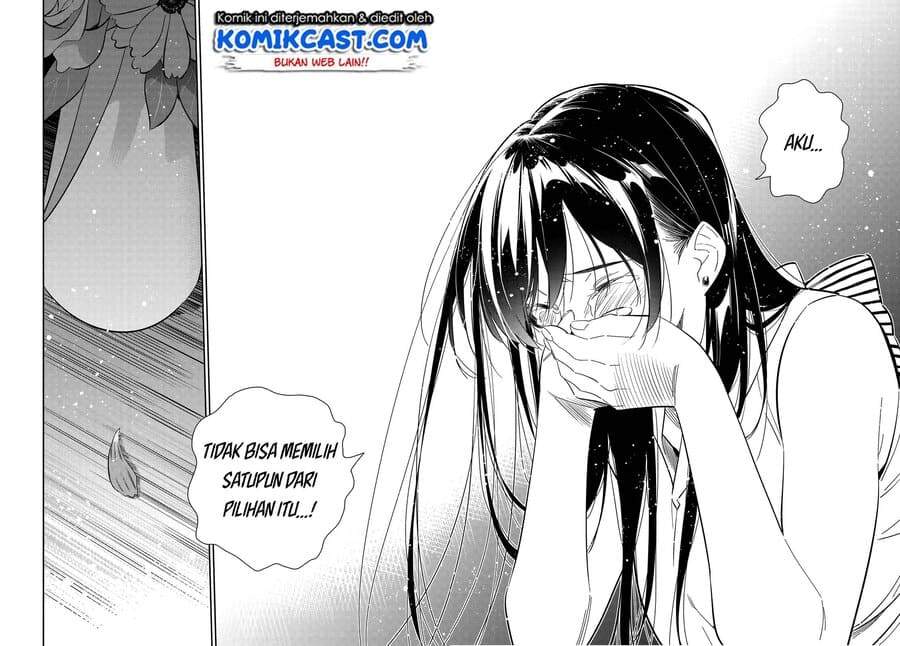 Komik ini diterjemahkan & diedit oleh
KOMIKCAST.COM
BUKAN WEB LAIN!!
AKU...
TIDAK BISA MEMILIH
SATUPUN DARI
PILIHAN ITU...!